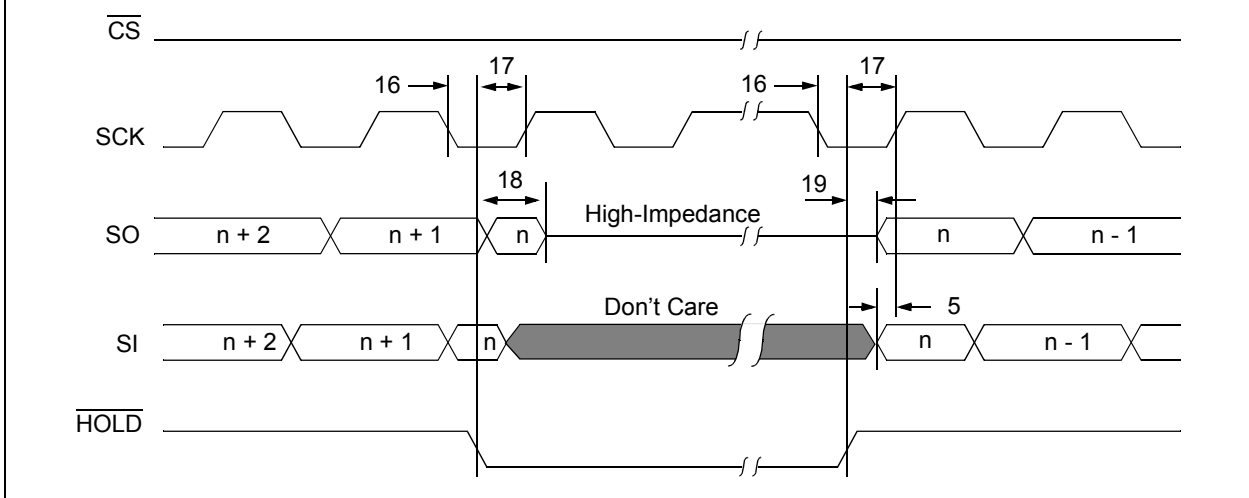 CS
16 17 16 17
SCK
18 19
High-Impedance
SO n + 2 n + 1 n n n - 1
Don't Care 5
SI n + 2 n + 1 n n n - 1
HOLD